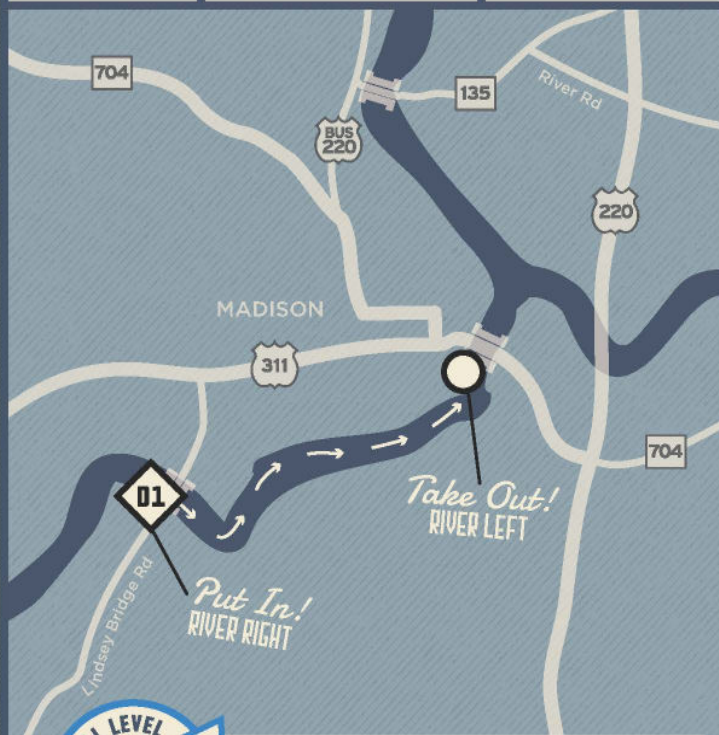 704
135
River Rd
BUS
220
220
MADISON
311
704
01
Take Out!
RIVER LEFT
Put In!
RIVER RIGHT
Lindsey Bridge Rd
LEVEL